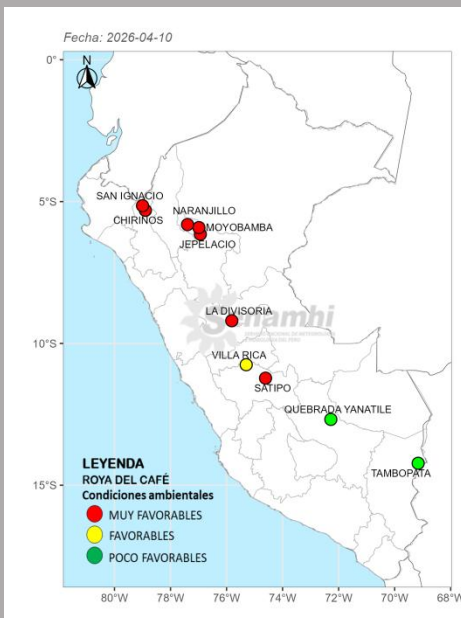 Fecha: 2026-04-10
N
0°
5°S
10°S
15°S
SAN IGNACIO
CHIRINOS
NARANJILLO
MOYOBAMBA
JEPELACIO
LA DIVISORIA
Senamhi
VILLA RICA
SATIPO
QUEBRADA YANATILE
TAMBOPATA
LEYENDA
ROYA DEL CAFÉ
Condiciones ambientales
MUY FAVORABLES
FAVORABLES
POCO FAVORABLES
80°W 78°W 76°W 74°W 72°W 70°W 68°W